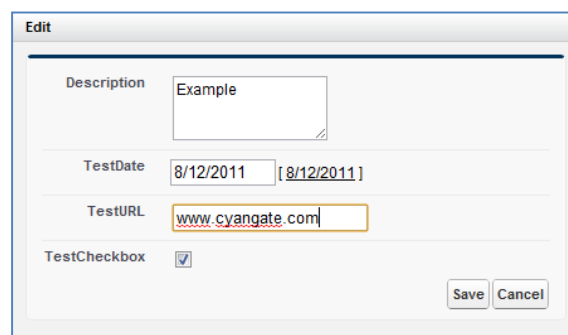 Edit
Description Example
TestDate 8/12/2011 [ 8/12/2011 ]
TestURL www.cyangate.com
TestCheckbox
Save Cancel